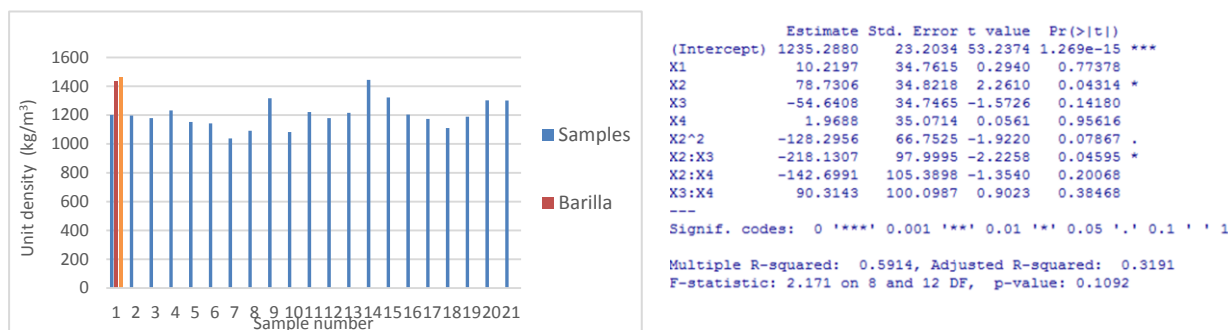 Unit density (kg/m³)
1600
1400
1200
1000
800
600
400
200
0
1 2 3 4 5 6 7 8 9 10 11 12 13 14 15 16 17 18 19 20 21
Sample number
Samples
Barilla
Estimate Std. Error t value Pr(>|t|)
(Intercept) 1235.2880 23.2034 53.2374 1.269e-15 ***
X1 10.2197 34.7615 0.2940 0.77378
X2 78.7306 34.8218 2.2610 0.04314 *
X3 -54.6408 34.7465 -1.5726 0.14180
X4 1.9688 35.0714 0.0561 0.95616
X2^2 -128.2956 66.7525 -1.9220 0.07867 .
X2:X3 -218.1307 97.9995 -2.2258 0.04595 *
X2:X4 -142.6991 105.3898 -1.3540 0.20068
X3:X4 90.3143 100.0987 0.9023 0.38468
---
Signif. codes: 0 '***' 0.001 '**' 0.01 '*' 0.05 '.' 0.1 ' ' 1
Multiple R-squared: 0.5914, Adjusted R-squared: 0.3191
F-statistic: 2.171 on 8 and 12 DF, p-value: 0.1092